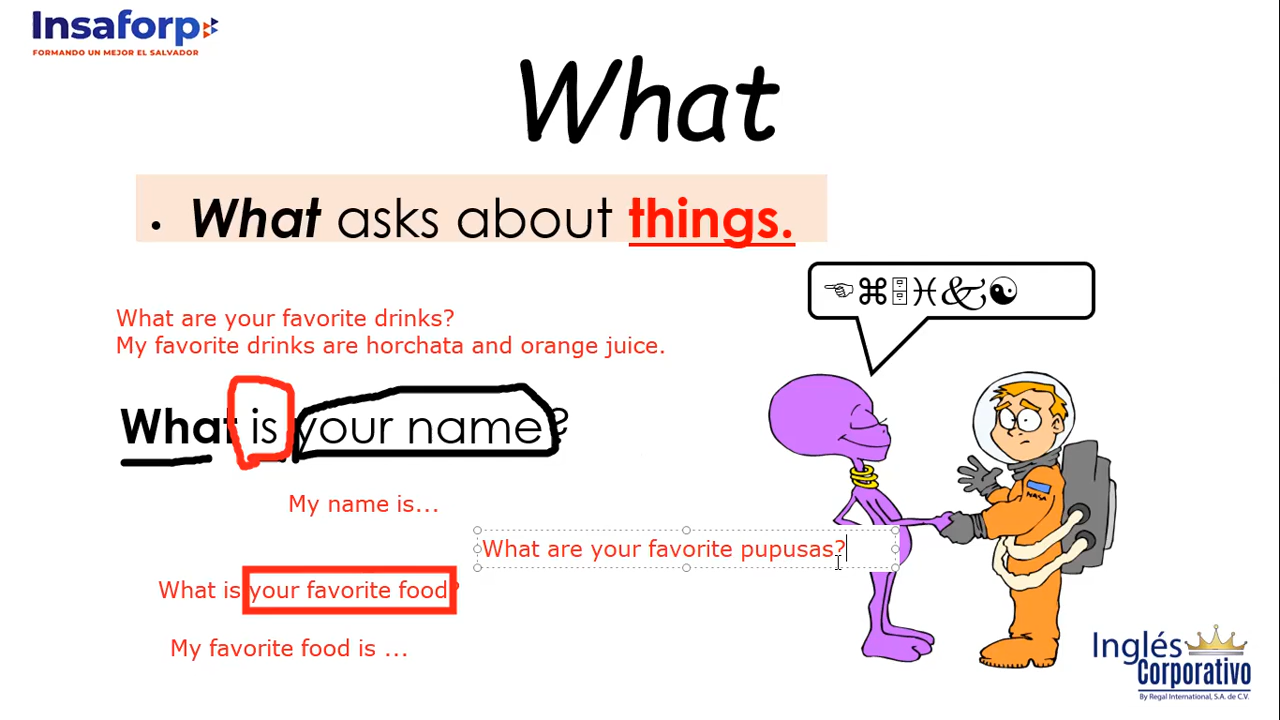 Insaforp
FORMANDO UN MEJOR EL SALVADOR
What
• What asks about things.
What are your favorite drinks?
My favorite drinks are horchata and orange juice.
What is your name?
My name is...
What are your favorite pupusas?
What is your favorite food?
My favorite food is ...
NASA
Inglés
Corporativo
By Regal International, S.A. de C.V.